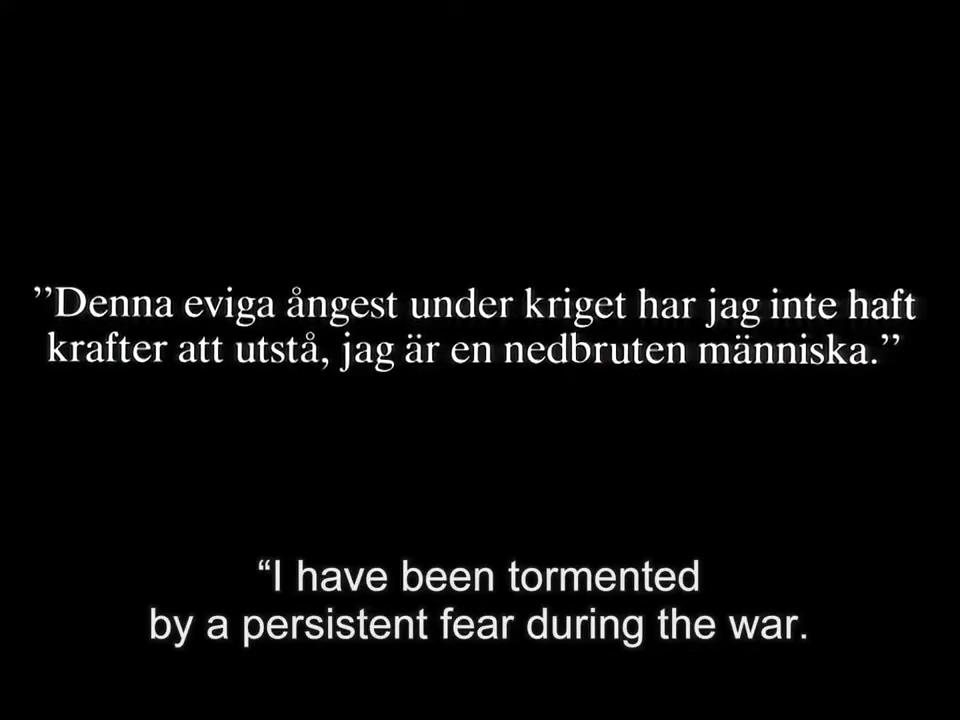 ”Denna eviga ångest under kriget har jag inte haft
krafter att utstå, jag är en nedbruten människa.”
“I have been tormented
by a persistent fear during the war.